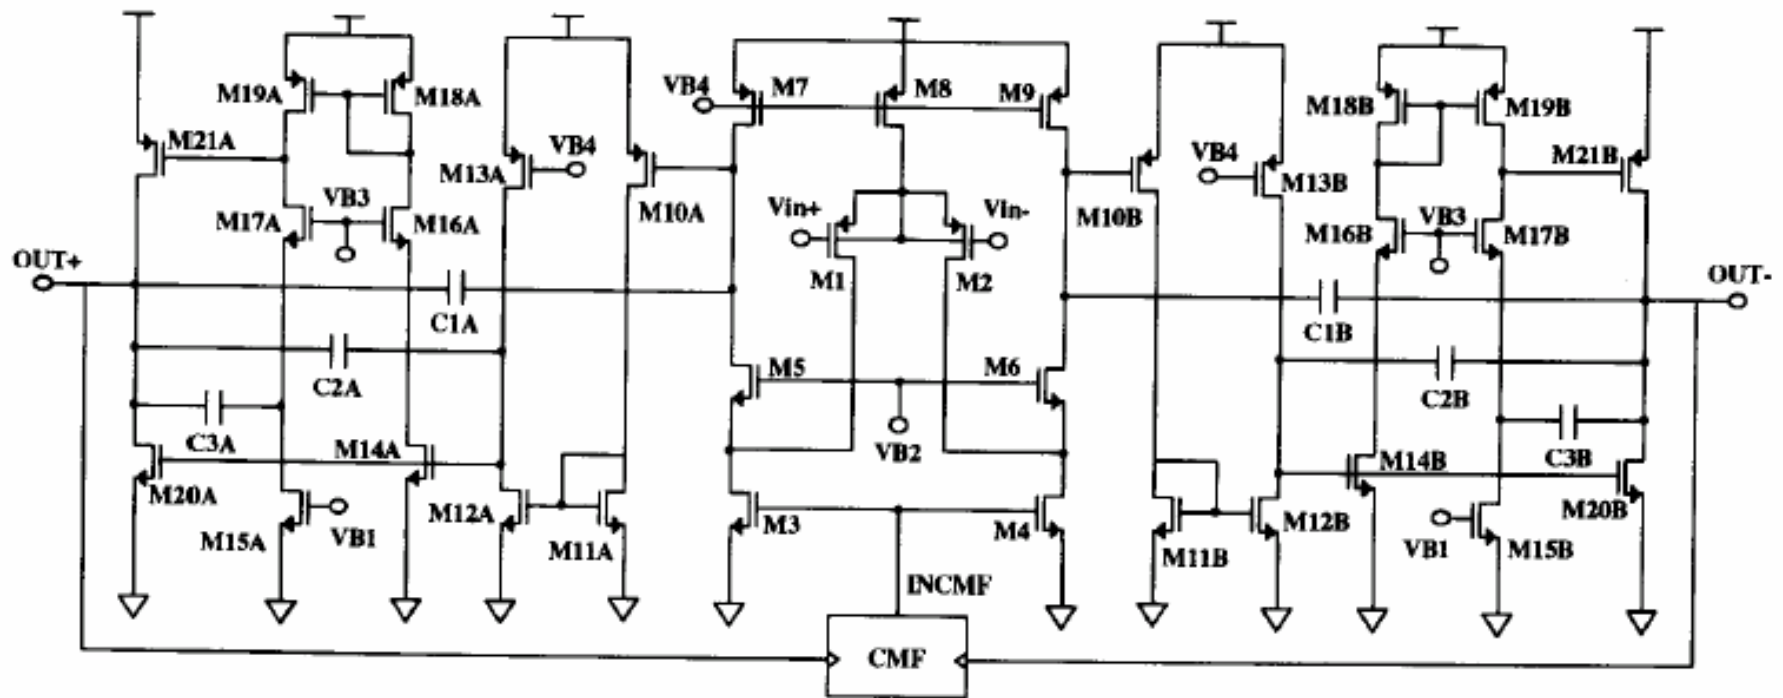 M7 M8 M9
VB4
M19A M18A
M18B M19B
M21A
VB4
M13A
M10A
VB4
M13B
M21B
M10B
VB3
M17A M16A
Vin+ Vin-
M16B VB3 M17B
OUT+
M1 M2
OUT-
C1A
C1B
M5 M6
C2A
C2B
C3A
M14A
VB2
M14B
C3B
M20A
M12A
M3 M4
M12B
M20B
M15A VB1
M11A
M11B
VB1 M15B
INCMF
CMF